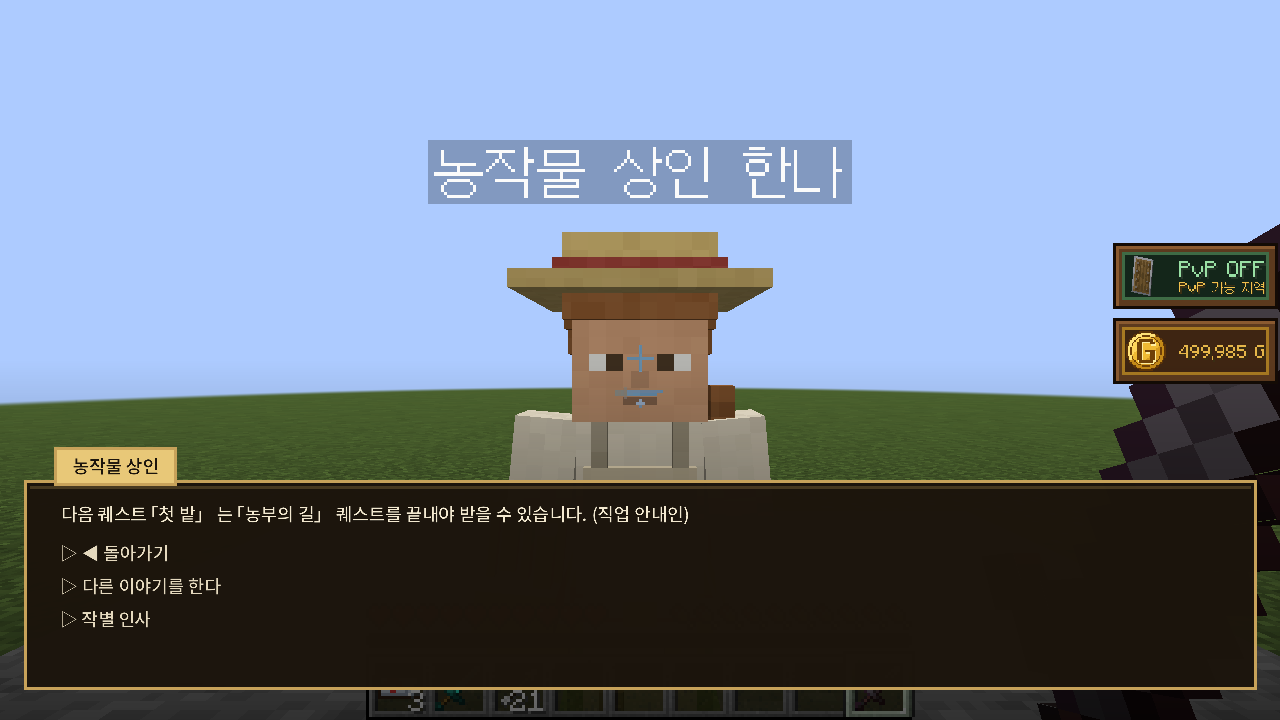 농작물 상인 한나
PvP OFF
PvP 가능 지역
499,985 G
농작물 상인
다음 퀘스트 「첫 밭」 는 「농부의 길」 퀘스트를 끝내야 받을 수 있습니다. (직업 안내인)
▷ ◀ 돌아가기
▷ 다른 이야기를 한다
▷ 작별 인사
3
21